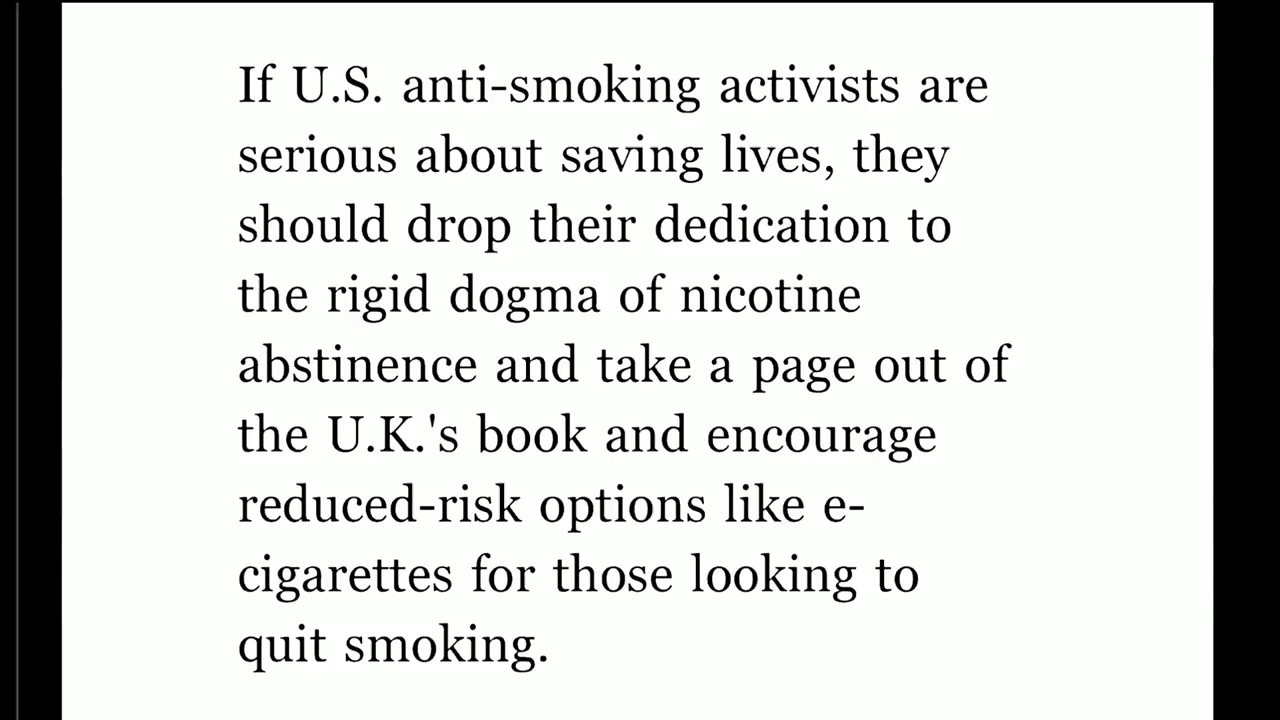 If U.S. anti-smoking activists are
serious about saving lives, they
should drop their dedication to
the rigid dogma of nicotine
abstinence and take a page out of
the U.K.'s book and encourage
reduced-risk options like e-
cigarettes for those looking to
quit smoking.